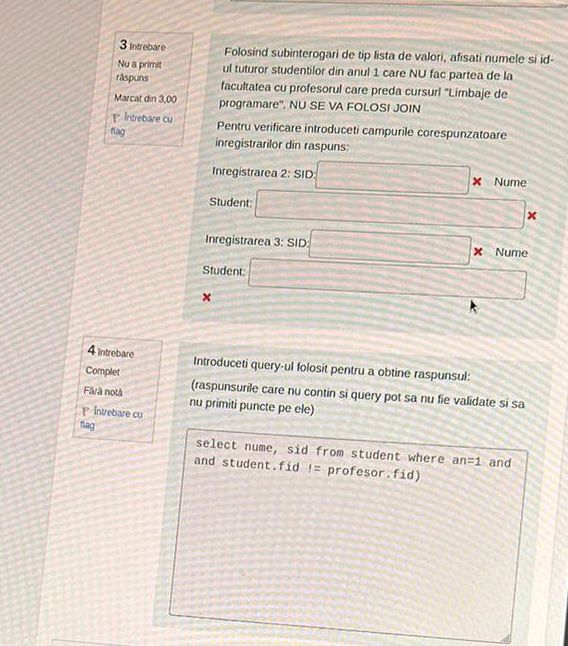 3 Întrebare
Nu a primit
răspuns
Marcat din 3,00
Întrebare cu
flag
Folosind subinterogari de tip lista de valori, afisati numele si id-
ul tuturor studentilor din anul 1 care NU fac partea de la
facultatea cu profesorul care preda cursurl "Limbaje de
programare". NU SE VA FOLOSI JOIN
Pentru verificare introduceti campurile corespunzatoare
inregistrarilor din raspuns:
Inregistrarea 2: SID: Nume
Student:
Inregistrarea 3: SID: Nume
Student:
4 Întrebare
Complet
Fără notă
Întrebare cu
flag
Introduceti query-ul folosit pentru a obtine raspunsul:
(raspunsurile care nu contin si query pot sa nu fie validate si sa
nu primiti puncte pe ele)
select nume, sid from student where an=1 and
and student.fid != profesor.fid)